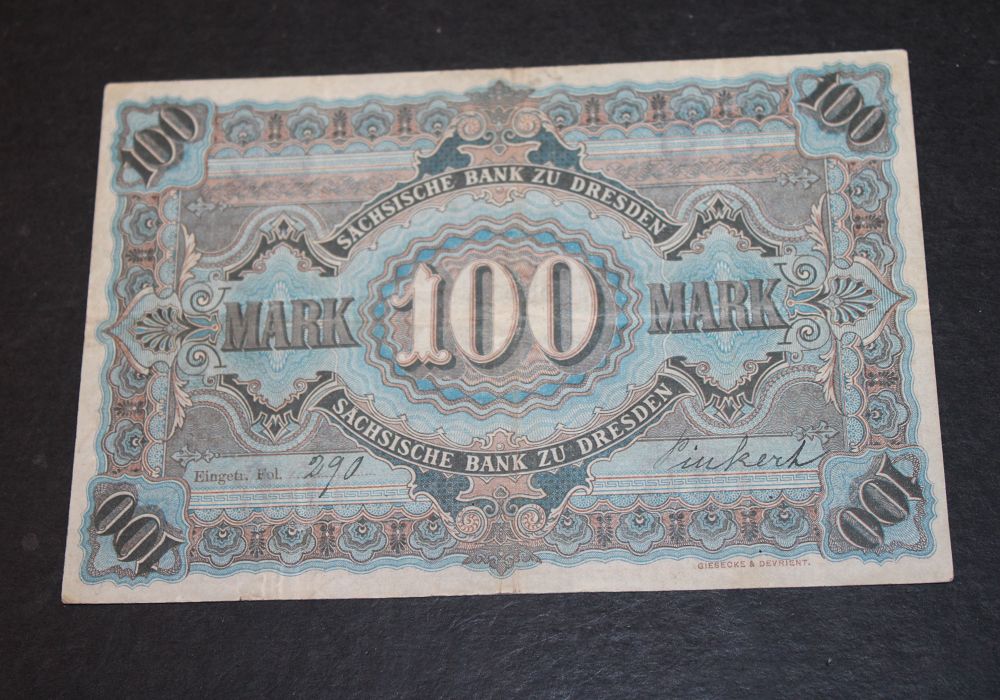 100 100
SÄCHSISCHE BANK ZU DRESDEN
MARK 100 MARK
SÄCHSISCHE BANK ZU DRESDEN
Eingetr. Fol. 290 Pinkert
100 100
GIESECKE & DEVRIENT.